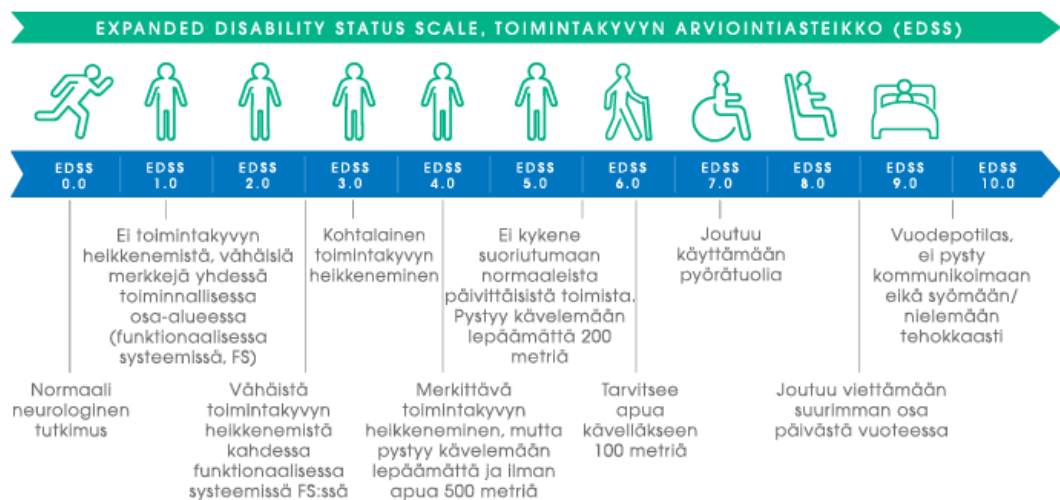 EXPANDED DISABILITY STATUS SCALE, TOIMINTAKYVYN ARVIOINTIASTEIKKO (EDSS)
EDSS
0.0
EDSS
1.0
EDSS
2.0
EDSS
3.0
EDSS
4.0
EDSS
5.0
EDSS
6.0
EDSS
7.0
EDSS
8.0
EDSS
9.0
EDSS
10.0
Ei toimintakyvyn
heikkenemistä, vähäisiä
merkkejä yhdessä
toiminnallisessa
osa-alueessa
(funktionaalisessa
systeemissä, FS)
Kohtalainen
toimintakyvyn
heikkeneminen
Ei kykene
suoriutumaan
normaaleista
päivittäisistä toimista.
Pystyy kävelemään
lepäämättä 200
metriä
Joutuu
käyttämään
pyörätuolia
Vuodepotilas,
ei pysty
kommunikoimaan
eikä syömään/
nielemään
tehokkaasti
Normaali
neurologinen
tutkimus
Vähäistä
toimintakyvyn
heikkenemistä
kahdessa
funktionaalisessa
systeemissä FS:ssä
Merkittävä
toimintakyvyn
heikkeneminen, mutta
pystyy kävelemään
lepäämättä ja ilman
apua 500 metriä
Tarvitsee
apua
kävelläkseen
100 metriä
Joutuu viettämään
suurimman osa
päivästä vuoteessa